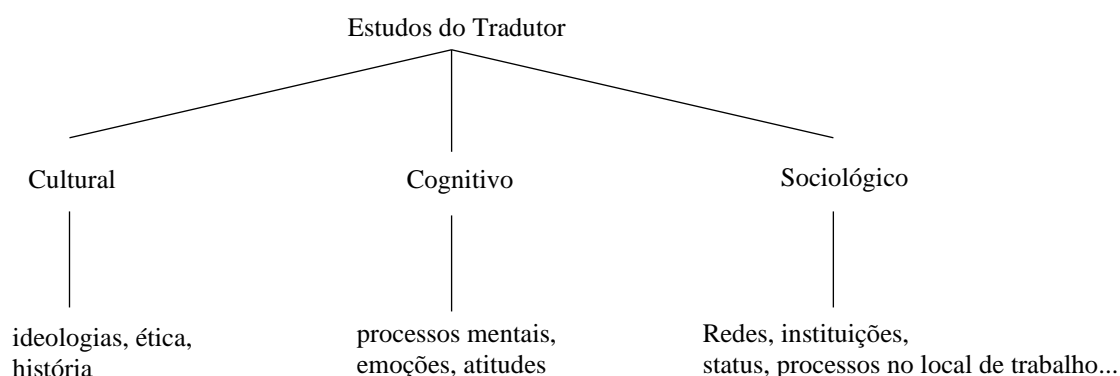 Estudos do Tradutor
Cultural
Cognitivo
Sociológico
ideologias, ética,
história
processos mentais,
emoções, atitudes
Redes, instituições,
status, processos no local de trabalho...